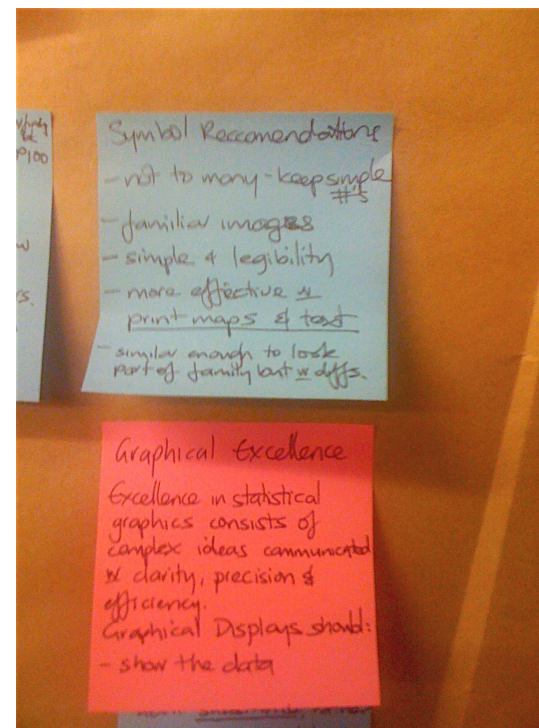 P100
Symbol Reccomendations
- not to many - keep simple
#'s
- familiar images
- simple & legibility
- more effective w
print maps & text
- similar enough to look
part of family but w diffs.
Graphical Excellence
Excellence in statistical
graphics consists of
complex ideas communicated
w clarity, precision &
efficiency.
Graphical Displays should:
- show the data